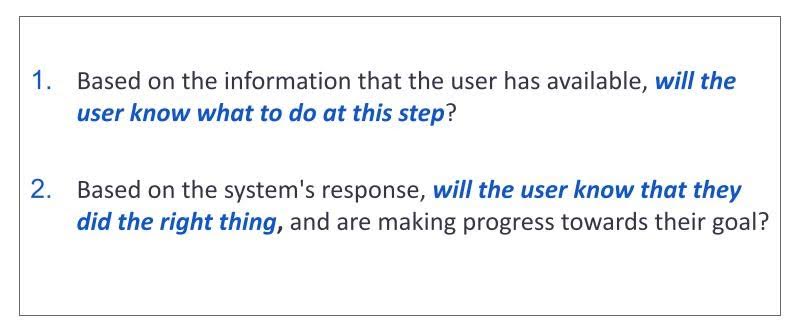 1. Based on the information that the user has available, will the
user know what to do at this step?
2. Based on the system's response, will the user know that they
did the right thing, and are making progress towards their goal?